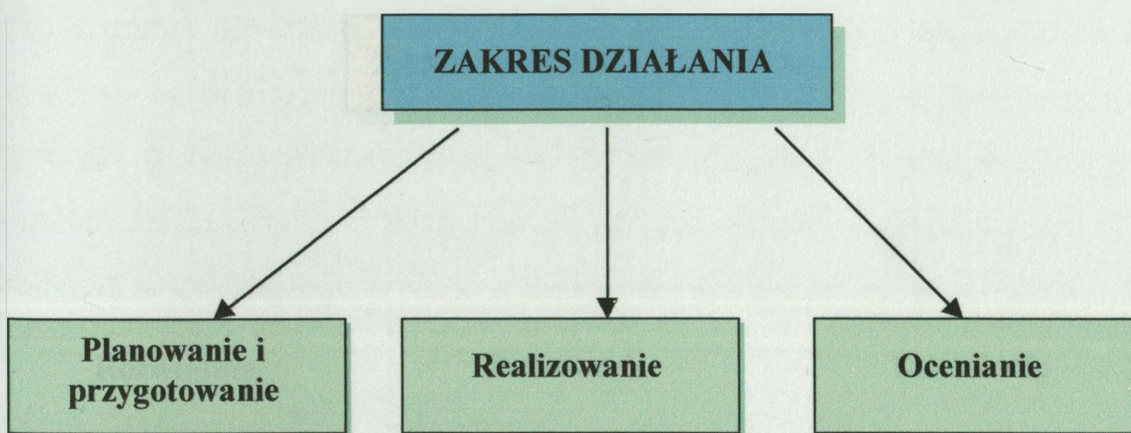 ZAKRES DZIAŁANIA
Planowanie i
przygotowanie
Realizowanie
Ocenianie